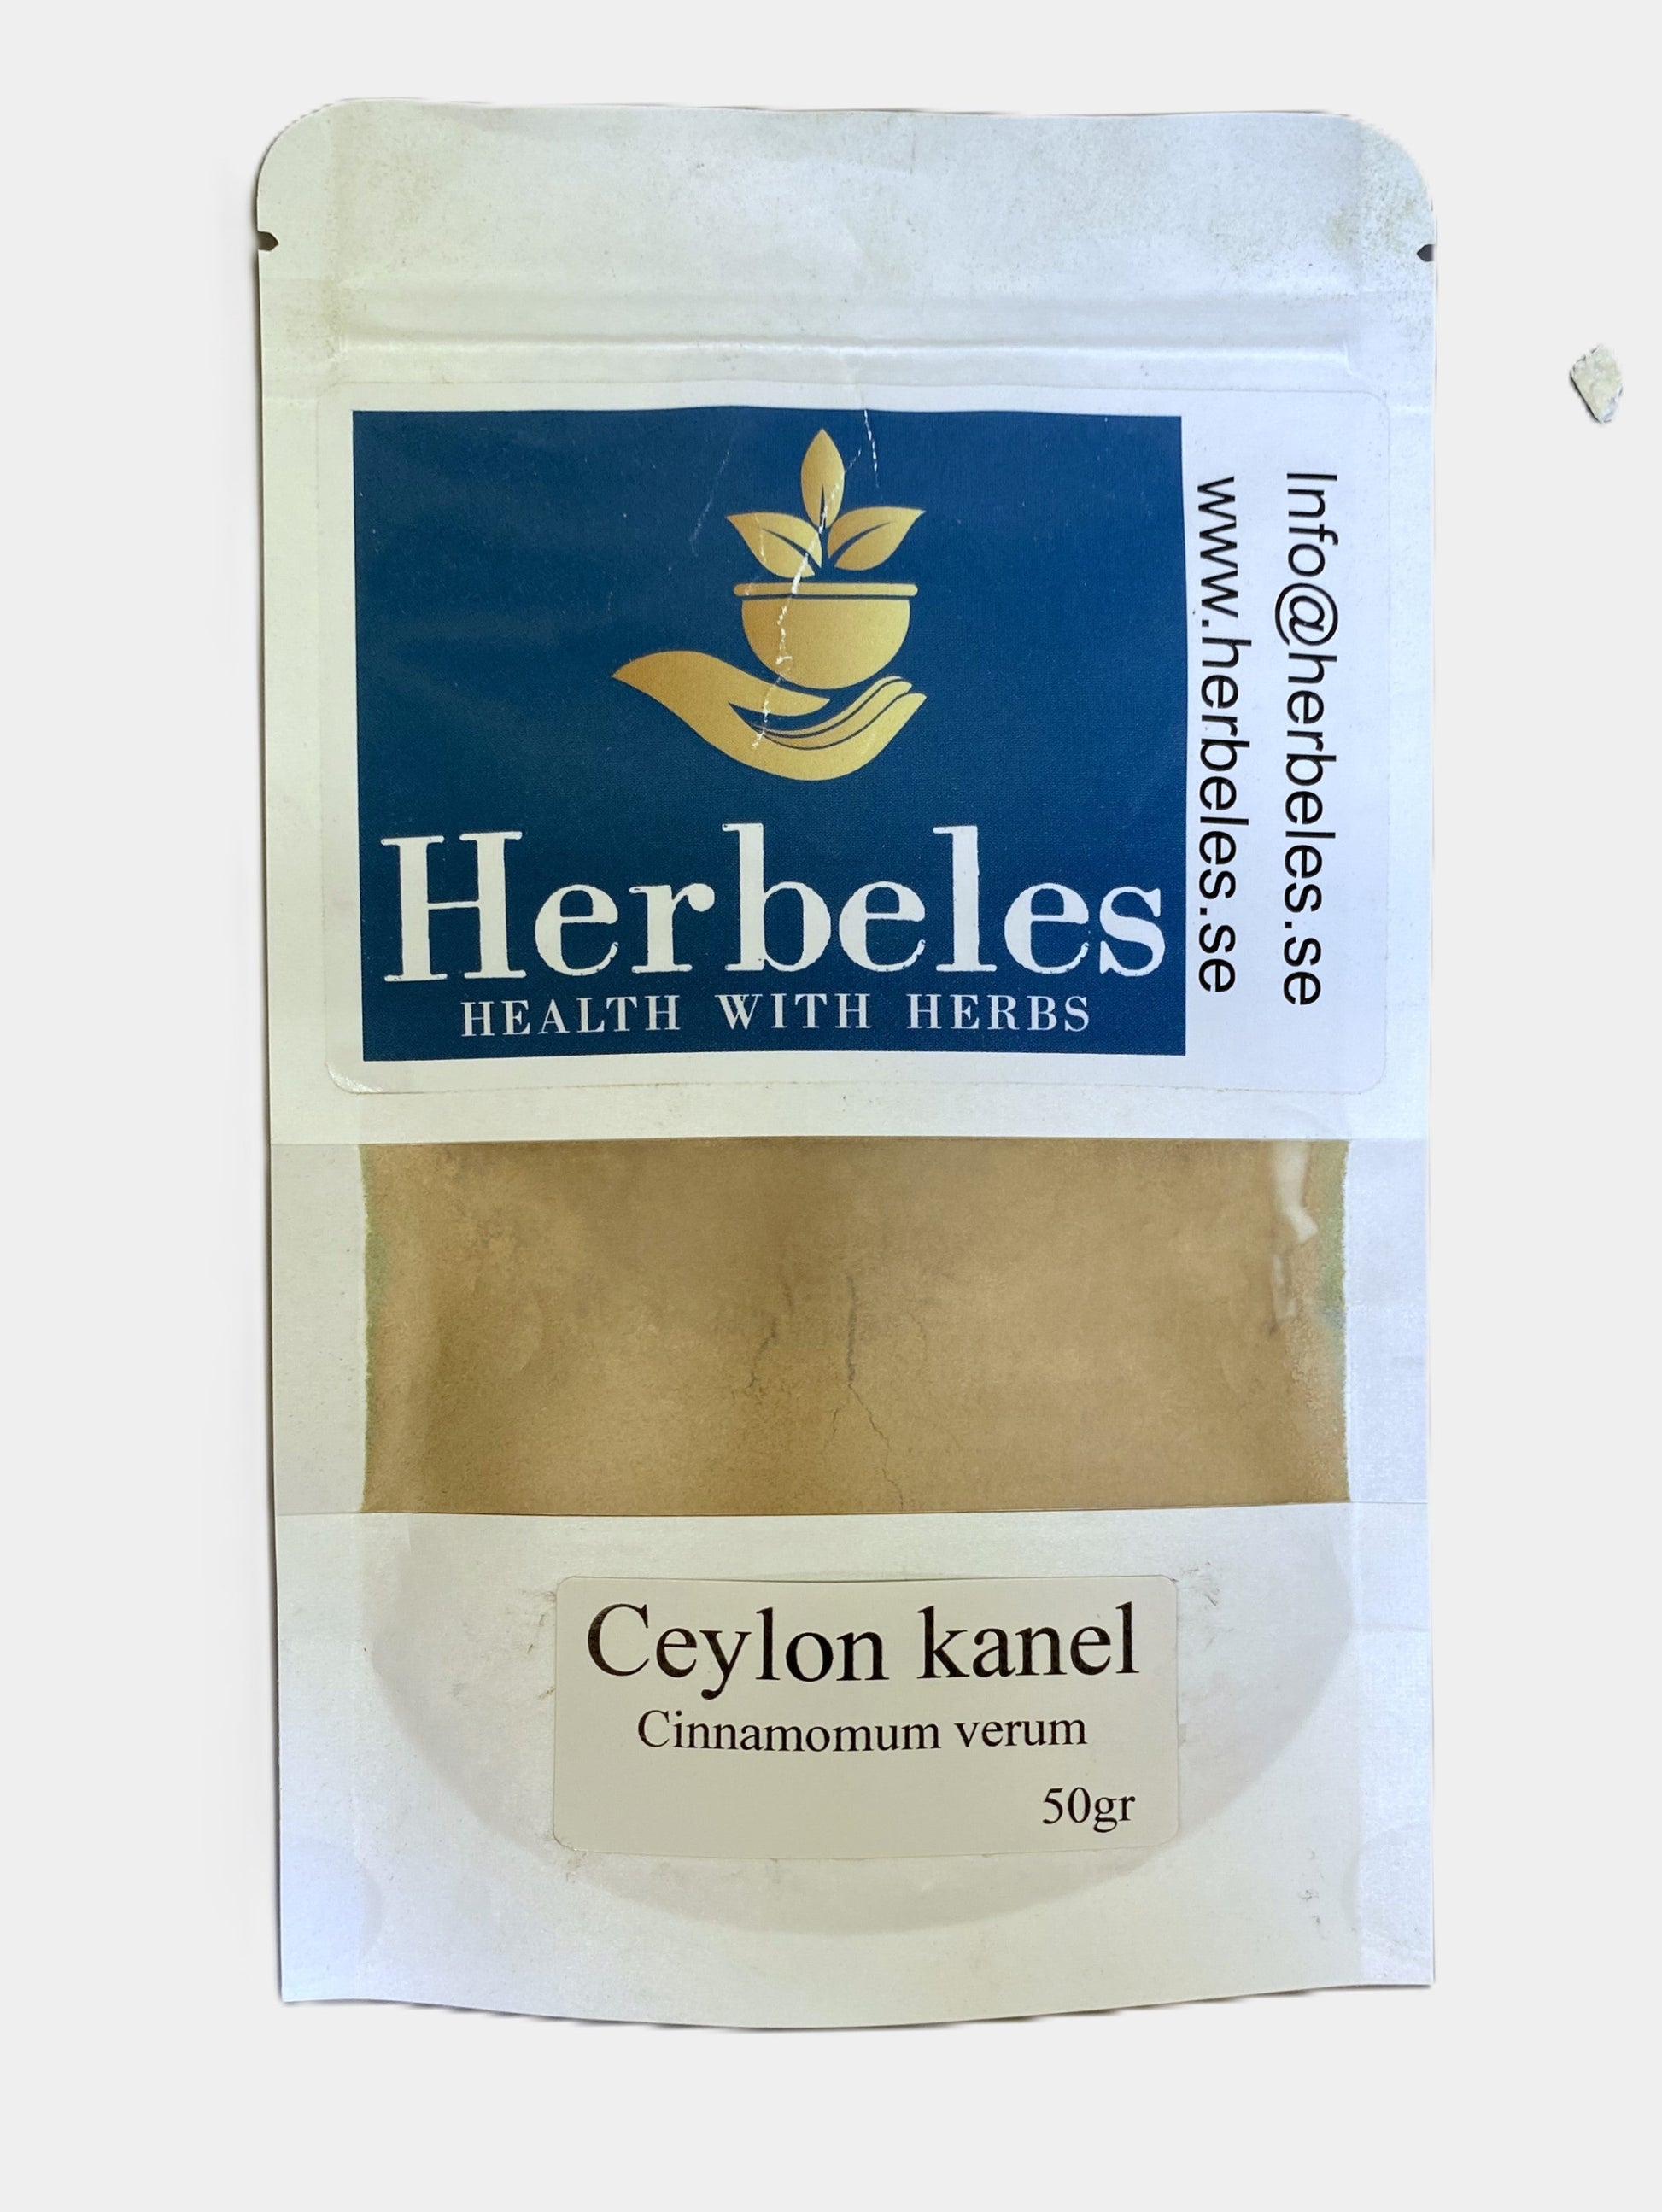 Herbeles
HEALTH WITH HERBS
Info@herbeles.se
www.herbeles.se
Ceylon kanel
Cinnamomum verum
50gr